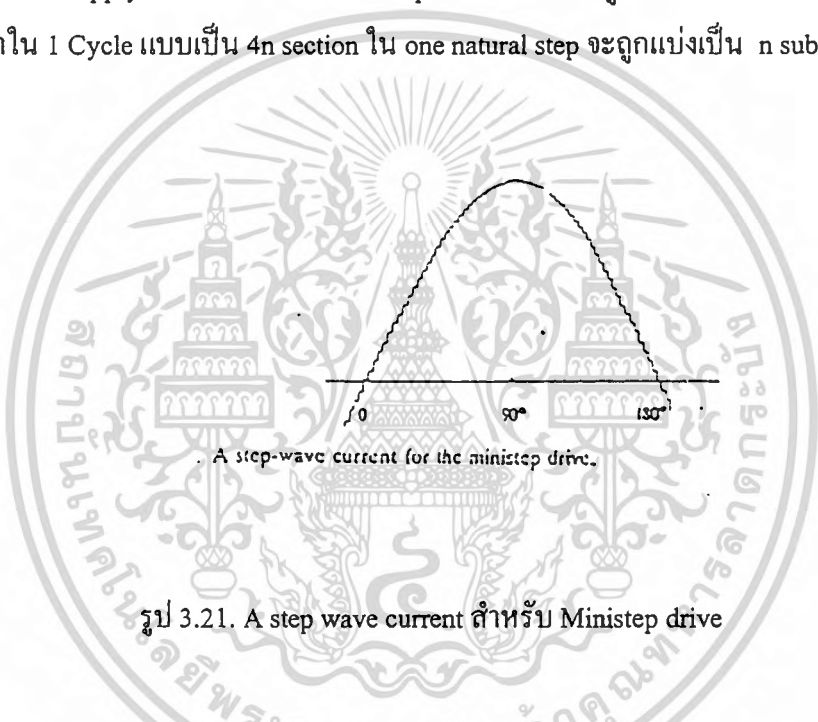 ใน 1 Cycle แบบเป็น 4n section ใน one natural step จะถูกแบ่งเป็น n sub
0 90° 180°
A step-wave current for the ministep drive.
รูป 3.21. A step wave current สำหรับ Ministep drive